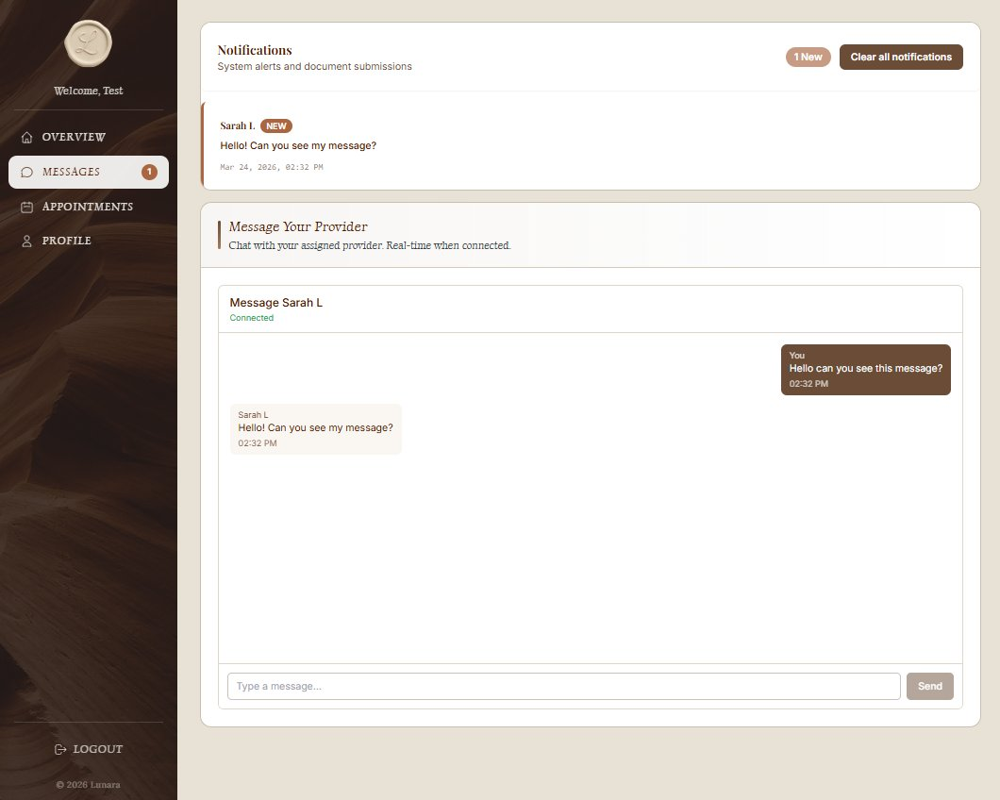 L
Welcome, Test
OVERVIEW
MESSAGES 1
APPOINTMENTS
PROFILE
LOGOUT
© 2026 Lunara
Notifications
System alerts and document submissions
1 New
Clear all notifications
Sarah L NEW
Hello! Can you see my message?
Mar 24, 2026, 02:32 PM
Message Your Provider
Chat with your assigned provider. Real-time when connected.
Message Sarah L
Connected
You
Hello can you see this message?
02:32 PM
Sarah L
Hello! Can you see my message?
02:32 PM
Type a message...
Send